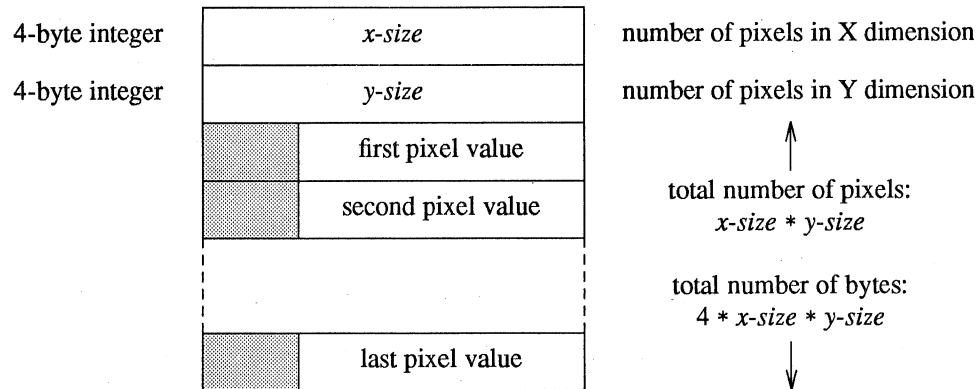 4-byte integer x-size number of pixels in X dimension
4-byte integer y-size number of pixels in Y dimension
first pixel value
second pixel value
total number of pixels:
x-size * y-size
total number of bytes:
4 * x-size * y-size
last pixel value